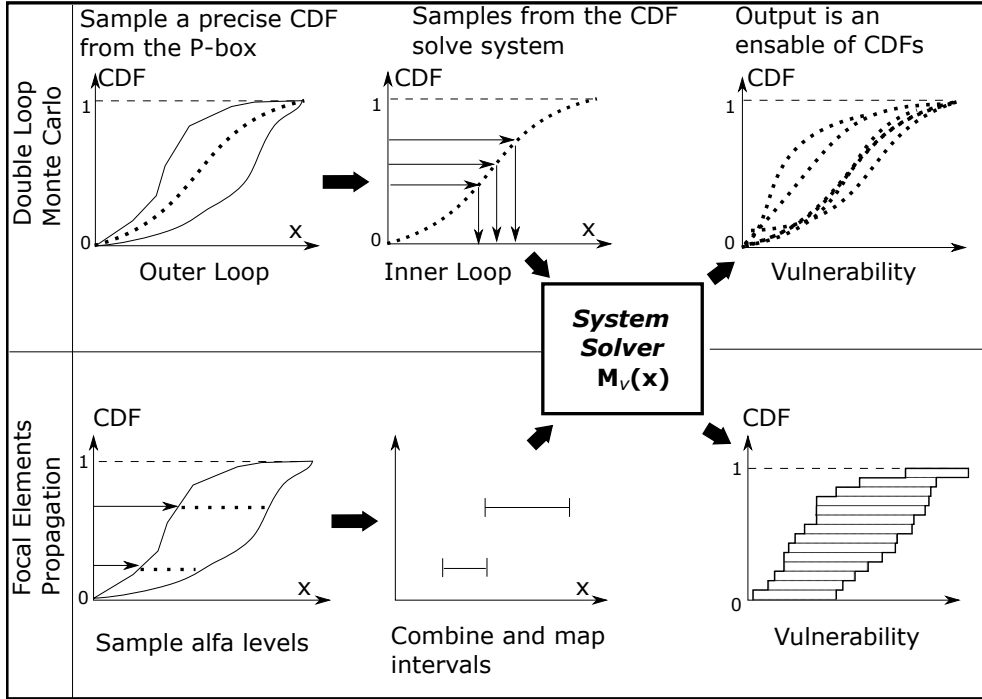 Sample a precise CDF
from the P-box
Samples from the CDF
solve system
Output is an
ensable of CDFs
Double Loop
Monte Carlo
CDF
1
0
X
Outer Loop
CDF
1
0
X
Inner Loop
CDF
1
0
Vulnerability
System
Solver
Mᵥ(x)
Focal Elements
Propagation
CDF
1
0
X
Sample alfa levels
X
Combine and map
intervals
1
0
Vulnerability